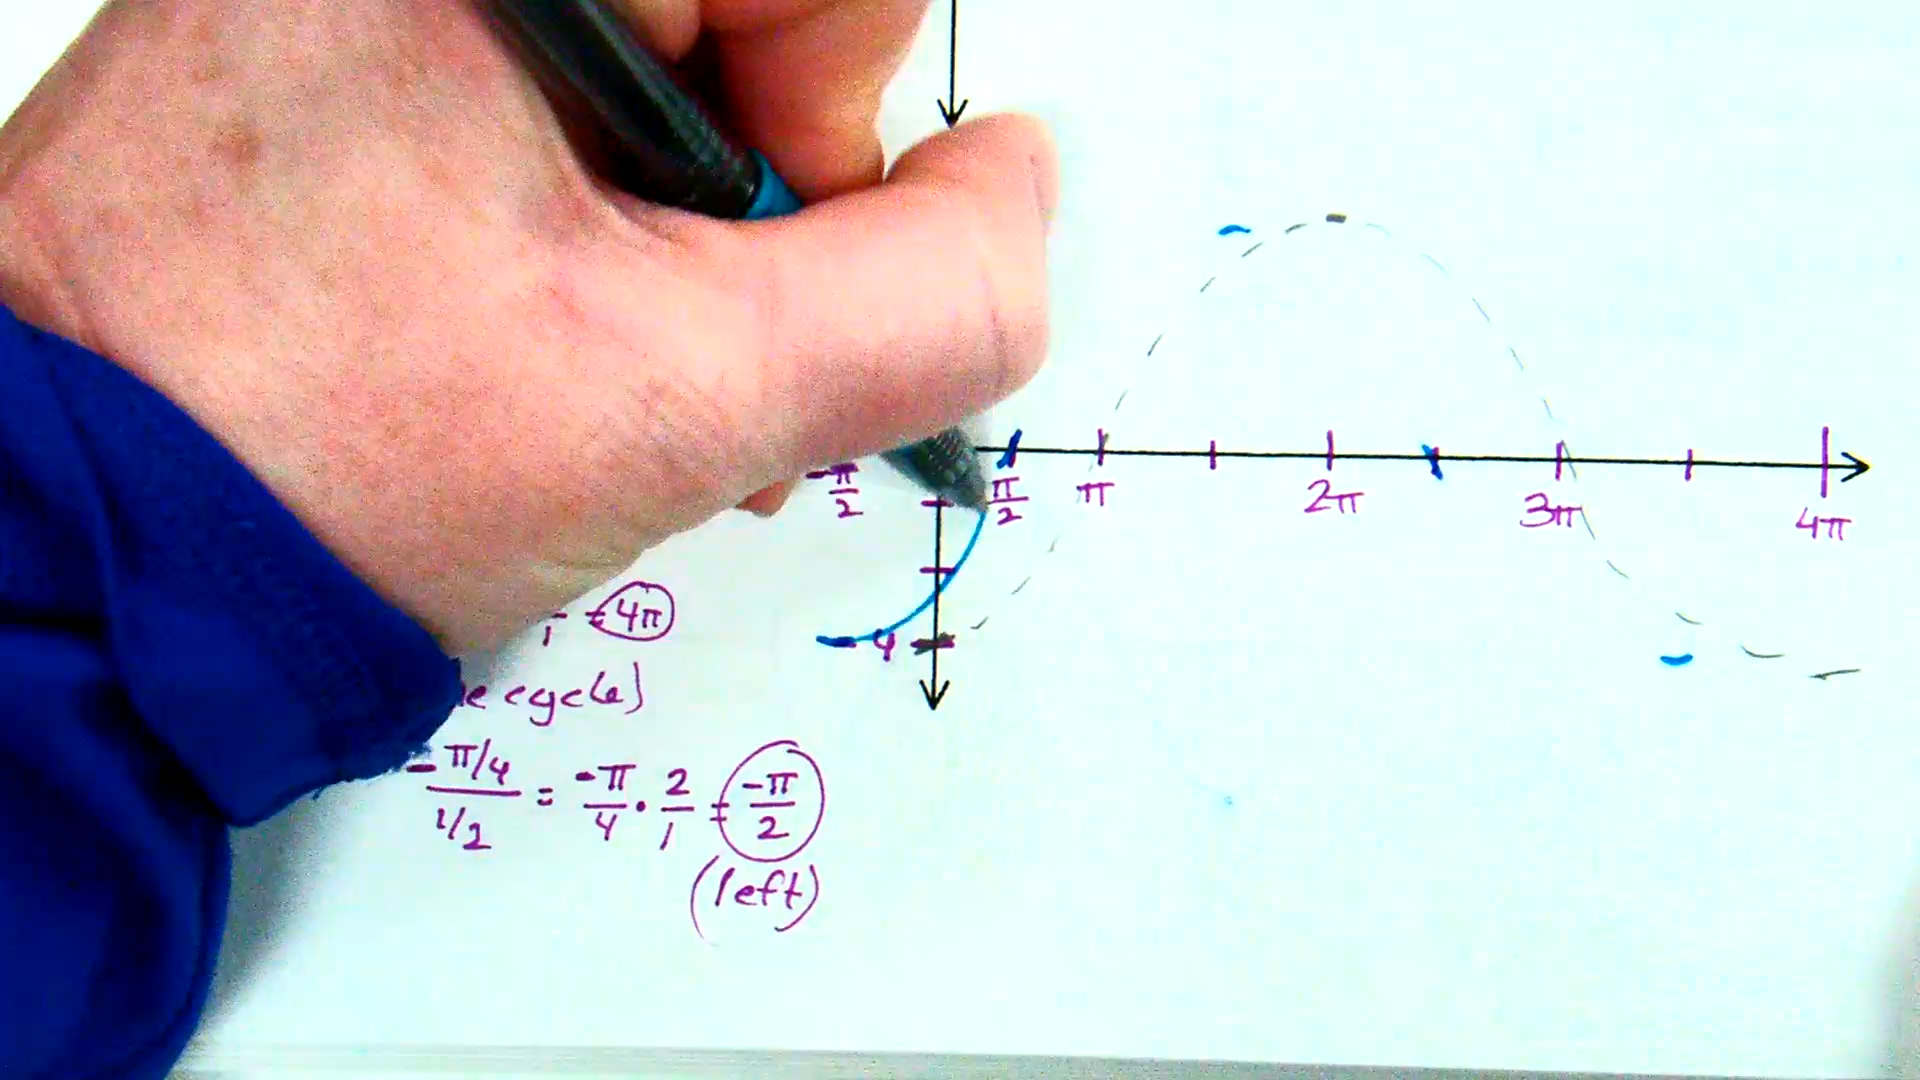 -π/2 π/2 π 2π 3π 4π
4
= 4π
cycle)
-π/4 / 1/2 = -π/4 · 2/1 = -π/2
(left)